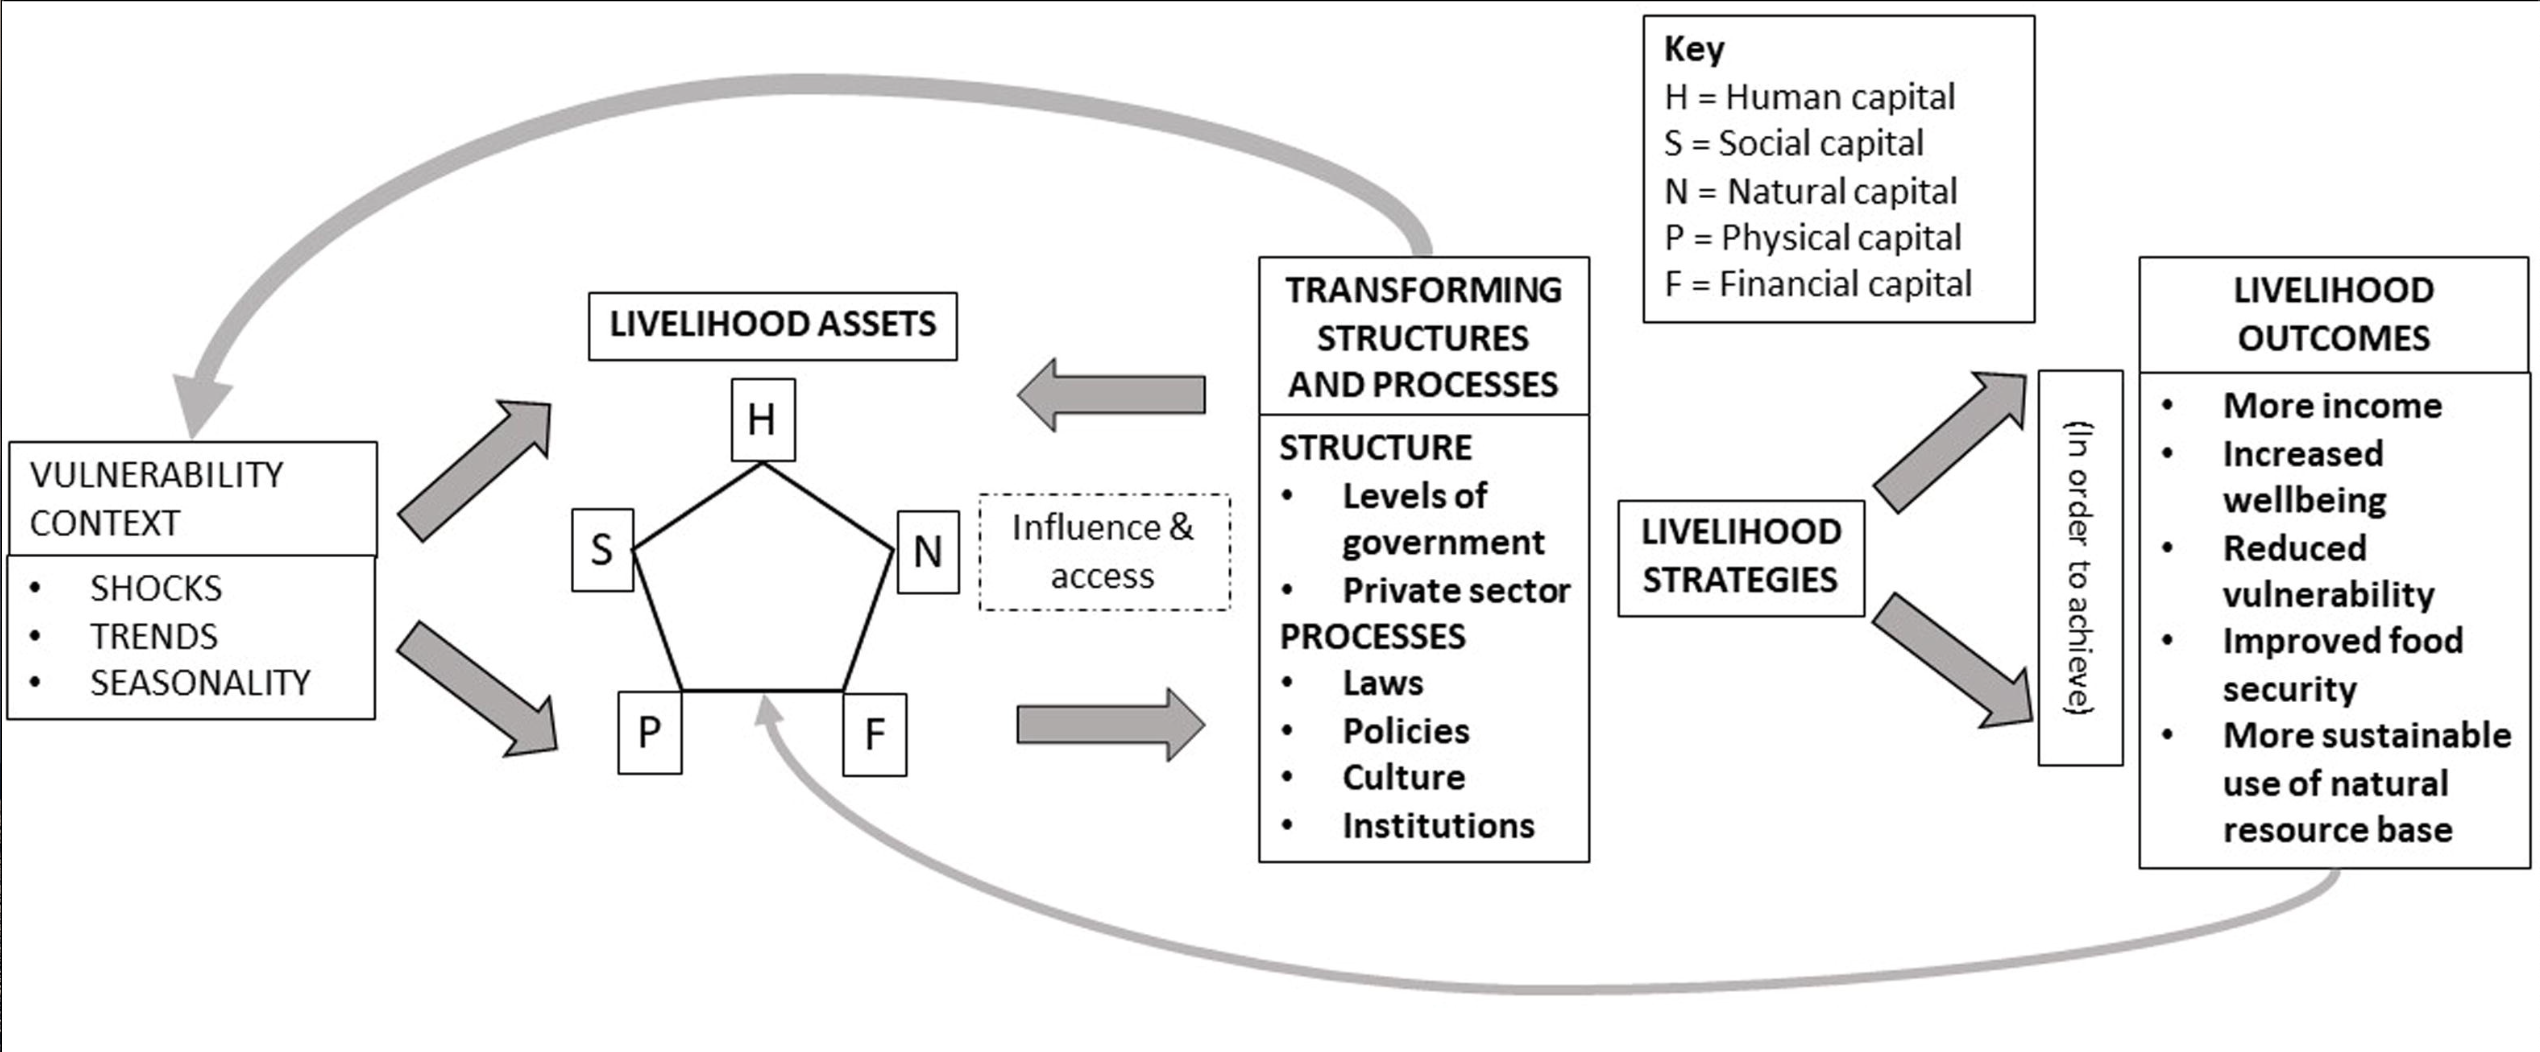 Key
H = Human capital
S = Social capital
N = Natural capital
P = Physical capital
F = Financial capital
VULNERABILITY
CONTEXT
• SHOCKS
• TRENDS
• SEASONALITY
LIVELIHOOD ASSETS
H
S
N
P
F
Influence &
access
TRANSFORMING
STRUCTURES
AND PROCESSES
STRUCTURE
• Levels of
government
• Private sector
PROCESSES
• Laws
• Policies
• Culture
• Institutions
LIVELIHOOD
STRATEGIES
(In order to achieve)
LIVELIHOOD
OUTCOMES
• More income
• Increased
wellbeing
• Reduced
vulnerability
• Improved food
security
• More sustainable
use of natural
resource base